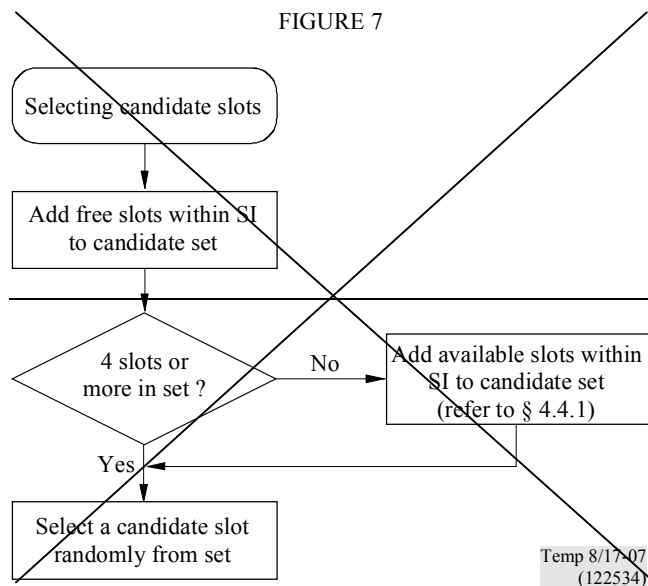 FIGURE 7
Selecting candidate slots
Add free slots within SI
to candidate set
4 slots or
more in set ?
No
Add available slots within
SI to candidate set
(refer to § 4.4.1)
Yes
Select a candidate slot
randomly from set
Temp 8/17-07
(122534)